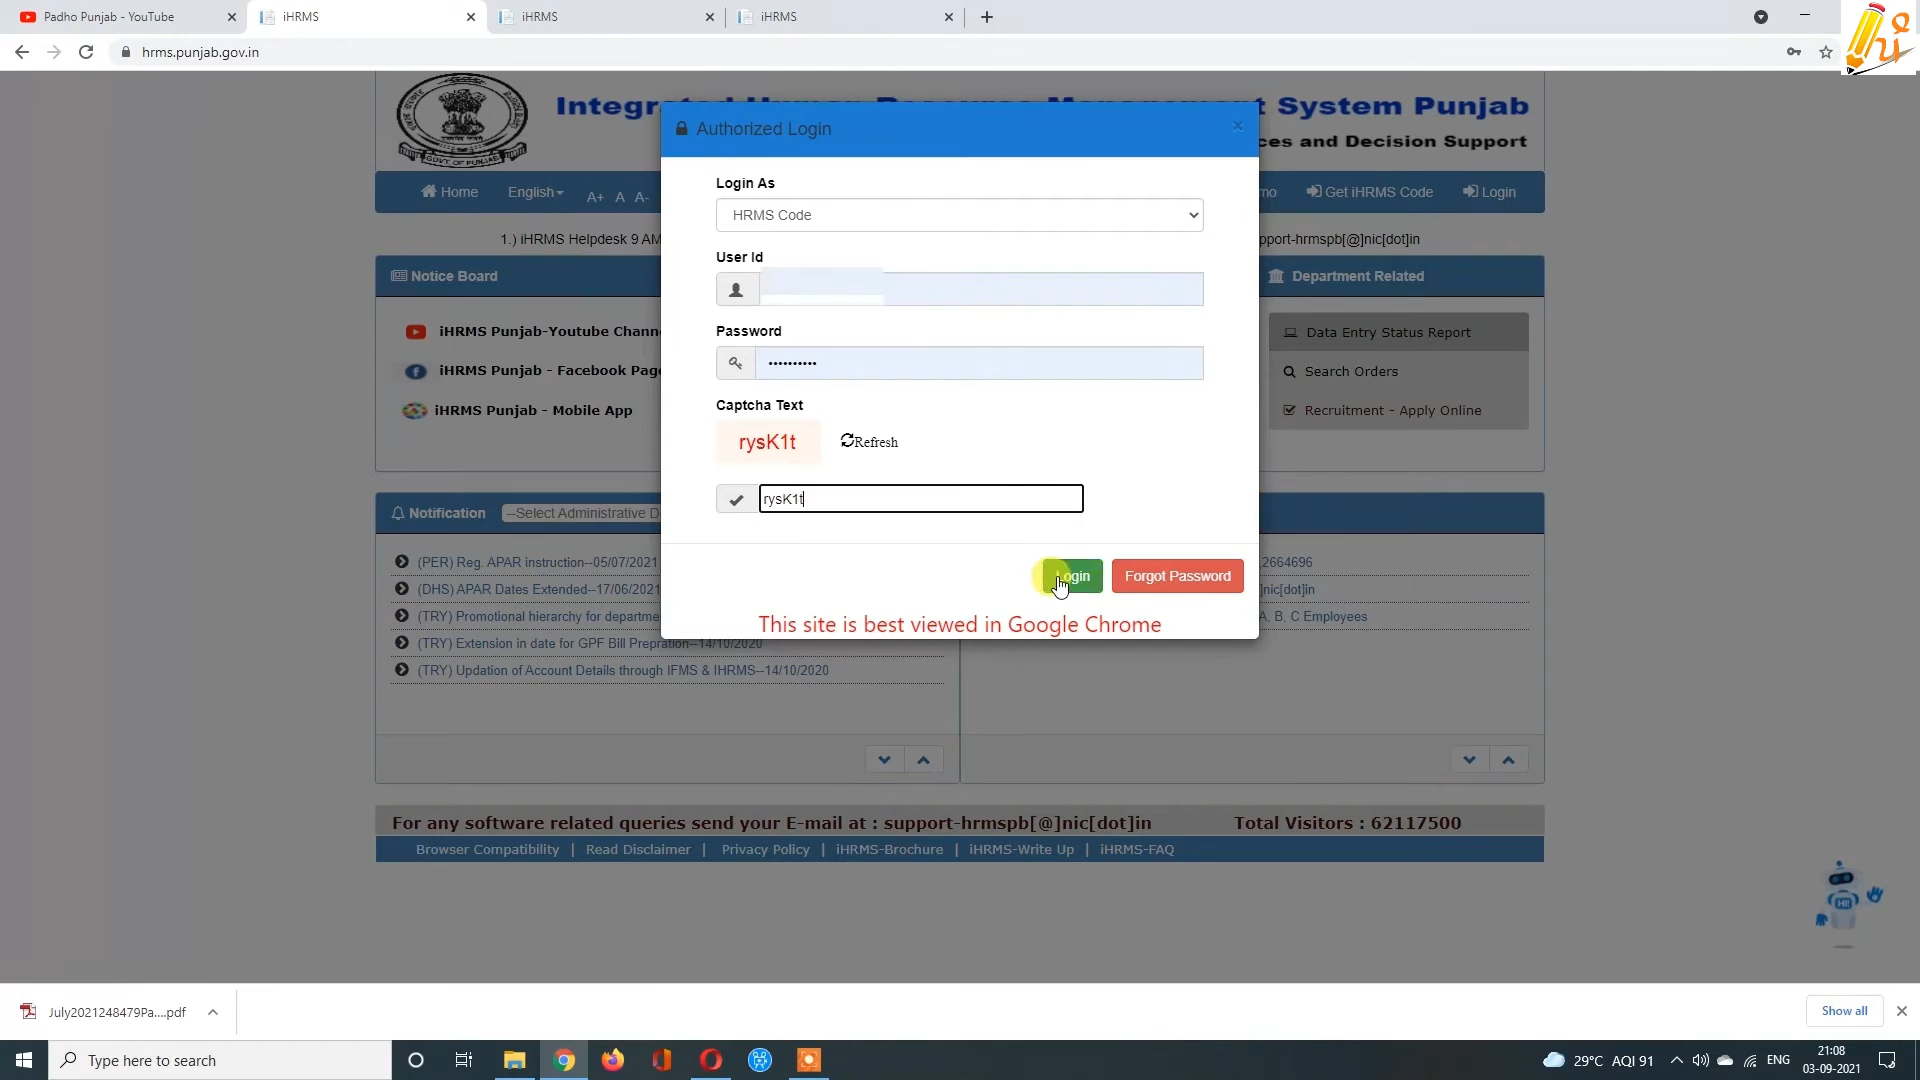 Padho Punjab - YouTube
iHRMS
iHRMS
iHRMS
hrms.punjab.gov.in
System Punjab
ces and Decision Support
Authorized Login
Home
English
A+ A A-
Get iHRMS Code
Login
1.) iHRMS Helpdesk 9 AM
pport-hrmspb[@]nic[dot]in
Login As
HRMS Code
User Id
Password
••••••••••
Captcha Text
rysK1t
Refresh
rysK1t
Login
Forgot Password
This site is best viewed in Google Chrome
Notice Board
iHRMS Punjab-Youtube Chann
iHRMS Punjab - Facebook Page
iHRMS Punjab - Mobile App
Department Related
Data Entry Status Report
Search Orders
Recruitment - Apply Online
Notification
--Select Administrative D
(PER) Reg. APAR instruction--05/07/2021
(DHS) APAR Dates Extended--17/06/2021
(TRY) Promotional hierarchy for departme
(TRY) Extension in date for GPF Bill Prepration--14/10/2020
(TRY) Updation of Account Details through IFMS & IHRMS--14/10/2020
2664696
]nic[dot]in
A, B, C Employees
For any software related queries send your E-mail at : support-hrmspb[@]nic[dot]in
Total Visitors : 62117500
Browser Compatibility | Read Disclaimer | Privacy Policy | iHRMS-Brochure | iHRMS-Write Up | iHRMS-FAQ
HI!
July2021248479Pa....pdf
Show all
Type here to search
29°C AQI 91
ENG
21:08
03-09-2021